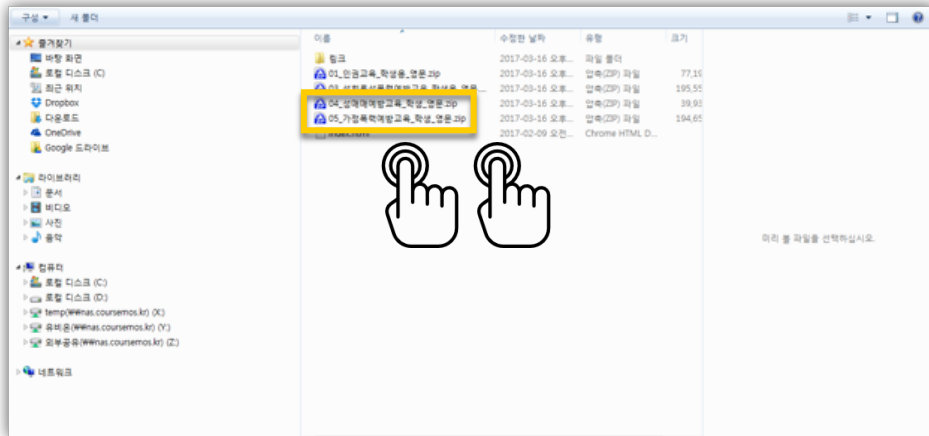 구성 새 폴더
즐겨찾기
바탕 화면
로컬 디스크 (C)
최근 위치
Dropbox
다운로드
OneDrive
Google 드라이브
라이브러리
문서
비디오
사진
음악
컴퓨터
로컬 디스크 (C:)
로컬 디스크 (D:)
temp(₩₩nas.coursemos.kr) (X:)
유비온(₩₩nas.coursemos.kr) (Y:)
외부공유(₩₩nas.coursemos.kr) (Z:)
네트워크
이름 수정한 날짜 유형 크기
링크 2017-03-16 오후... 파일 폴더
01_인권교육_학생용_영문.zip 2017-03-16 오후... 압축(ZIP) 파일 77,19
2017-03-16 오후... 압축(ZIP) 파일 195,55
04_성매매예방교육_학생_영문.zip 2017-03-16 오후... 압축(ZIP) 파일 39,93
05_가정폭력예방교육_학생_영문.zip 2017-03-16 오후... 압축(ZIP) 파일 194,65
index.html 2017-02-09 오전... Chrome HTML D...
미리 볼 파일을 선택하십시오.